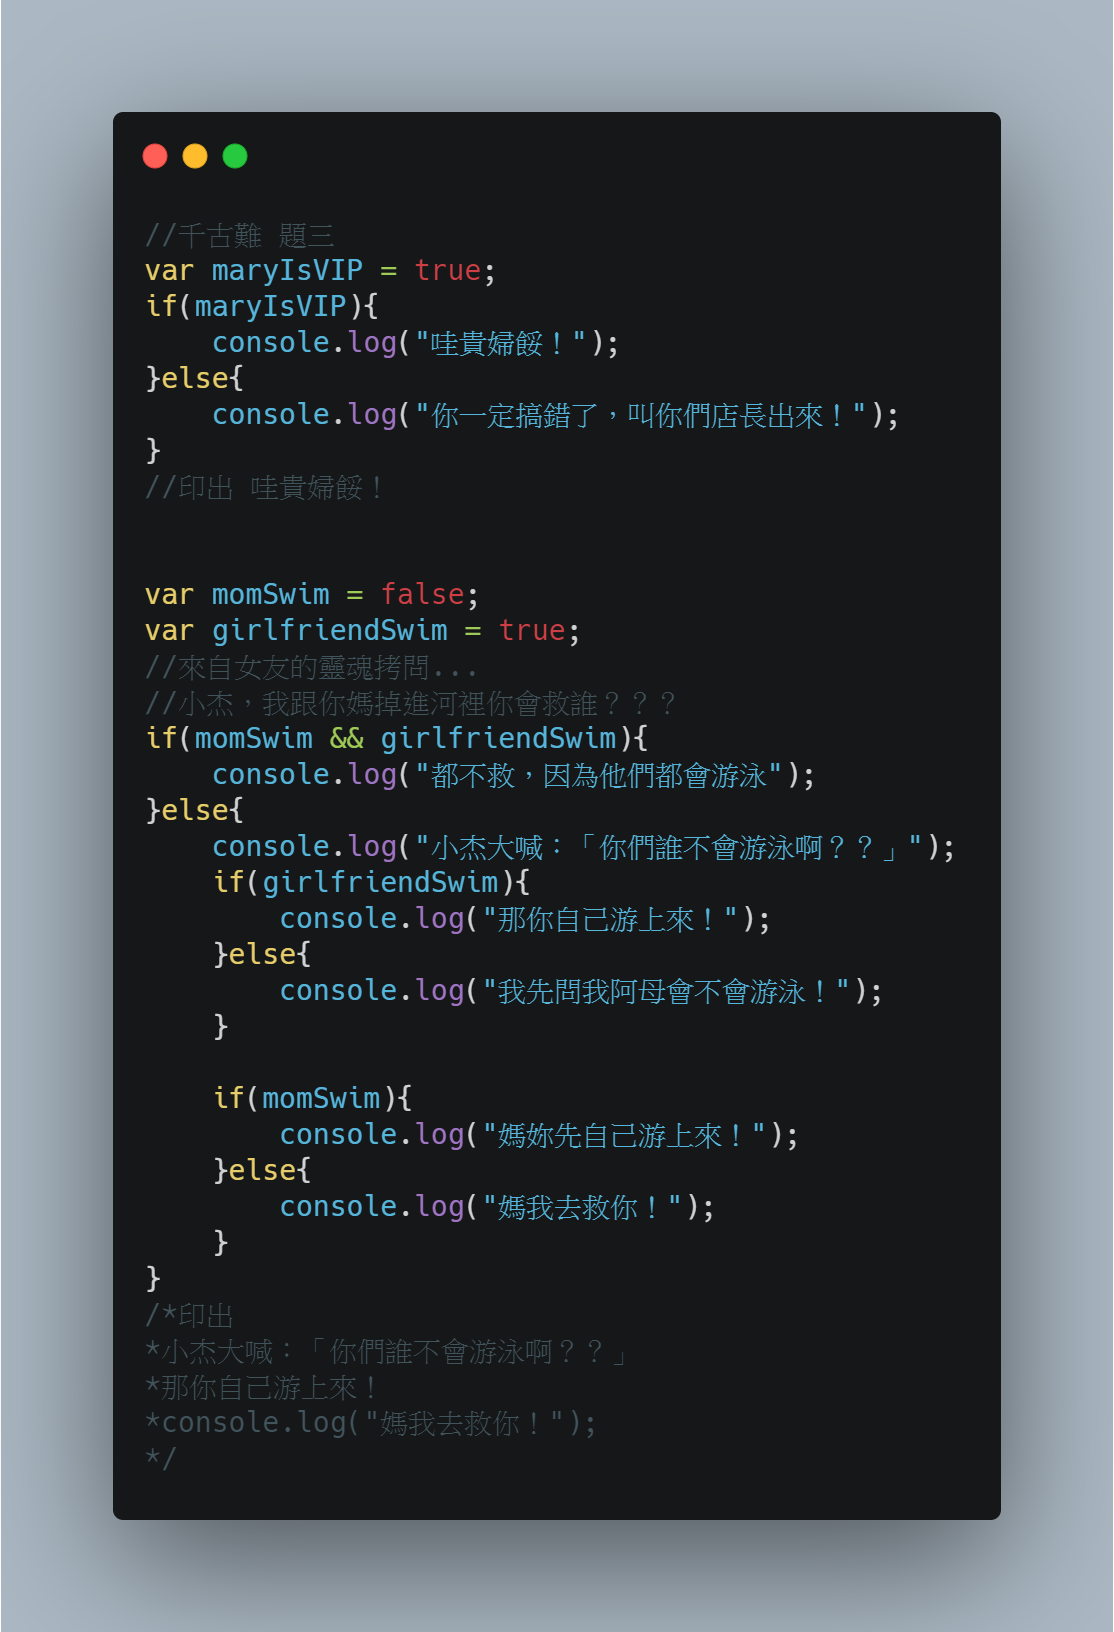 //千古難 題三
var maryIsVIP = true;
if(maryIsVIP){
    console.log("哇貴婦餒！");
}else{
    console.log("你一定搞錯了，叫你們店長出來！");
}
//印出 哇貴婦餒！
var momSwim = false;
var girlfriendSwim = true;
//來自女友的靈魂拷問...
//小杰，我跟你媽掉進河裡你會救誰？？？
if(momSwim && girlfriendSwim){
    console.log("都不救，因為他們都會游泳");
}else{
    console.log("小杰大喊：「你們誰不會游泳啊？？」");
    if(girlfriendSwim){
        console.log("那你自己游上來！");
    }else{
        console.log("我先問我阿母會不會游泳！");
    }
    if(momSwim){
        console.log("媽妳先自己游上來！");
    }else{
        console.log("媽我去救你！");
    }
}
/*印出
*小杰大喊：「你們誰不會游泳啊？？」
*那你自己游上來！
*console.log("媽我去救你！");
*/